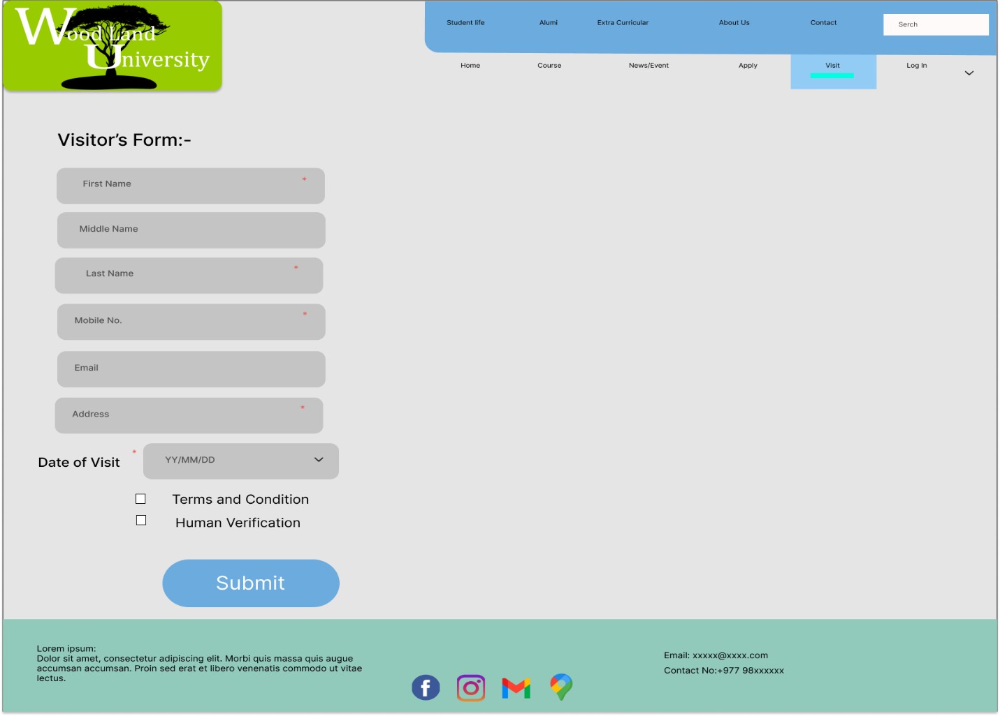 Wood Land
University
Student life Alumi Extra Curricular About Us Contact Serch
Home Course News/Event Apply Visit Log In
Visitor's Form:-
First Name *
Middle Name
Last Name *
Mobile No. *
Email
Address *
Date of Visit * YY/MM/DD
Terms and Condition
Human Verification
Submit
Lorem ipsum:
Dolor sit amet, consectetur adipiscing elit. Morbi quis massa quis augue
accumsan accumsan. Proin sed erat et libero venenatis commodo ut vitae
lectus.
Email: xxxxx@xxxx.com
Contact No:+977 98xxxxxx